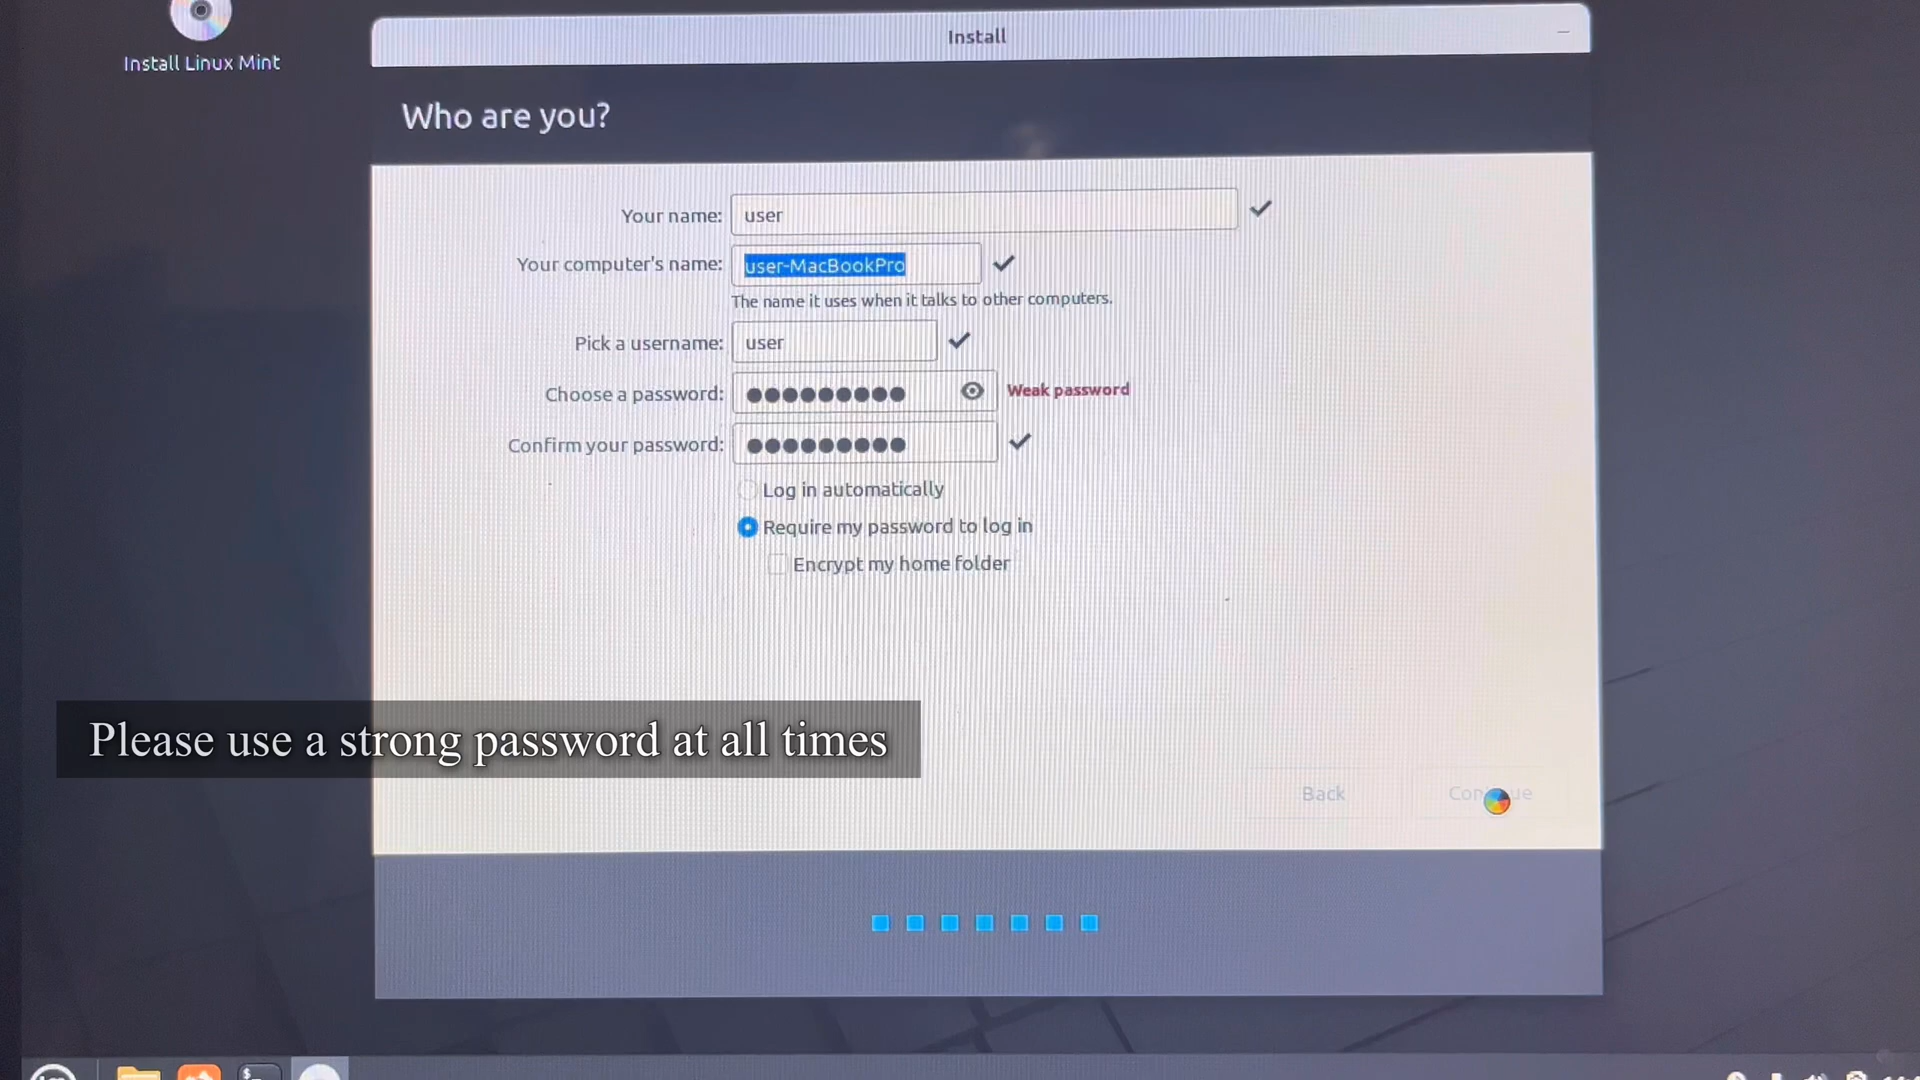 Install
Install Linux Mint
Who are you?
Your name: user
Your computer's name: user-MacBookPro
The name it uses when it talks to other computers.
Pick a username: user
Choose a password: ●●●●●●●●● Weak password
Confirm your password: ●●●●●●●●●
Log in automatically
Require my password to log in
Encrypt my home folder
Please use a strong password at all times
Back
Continue